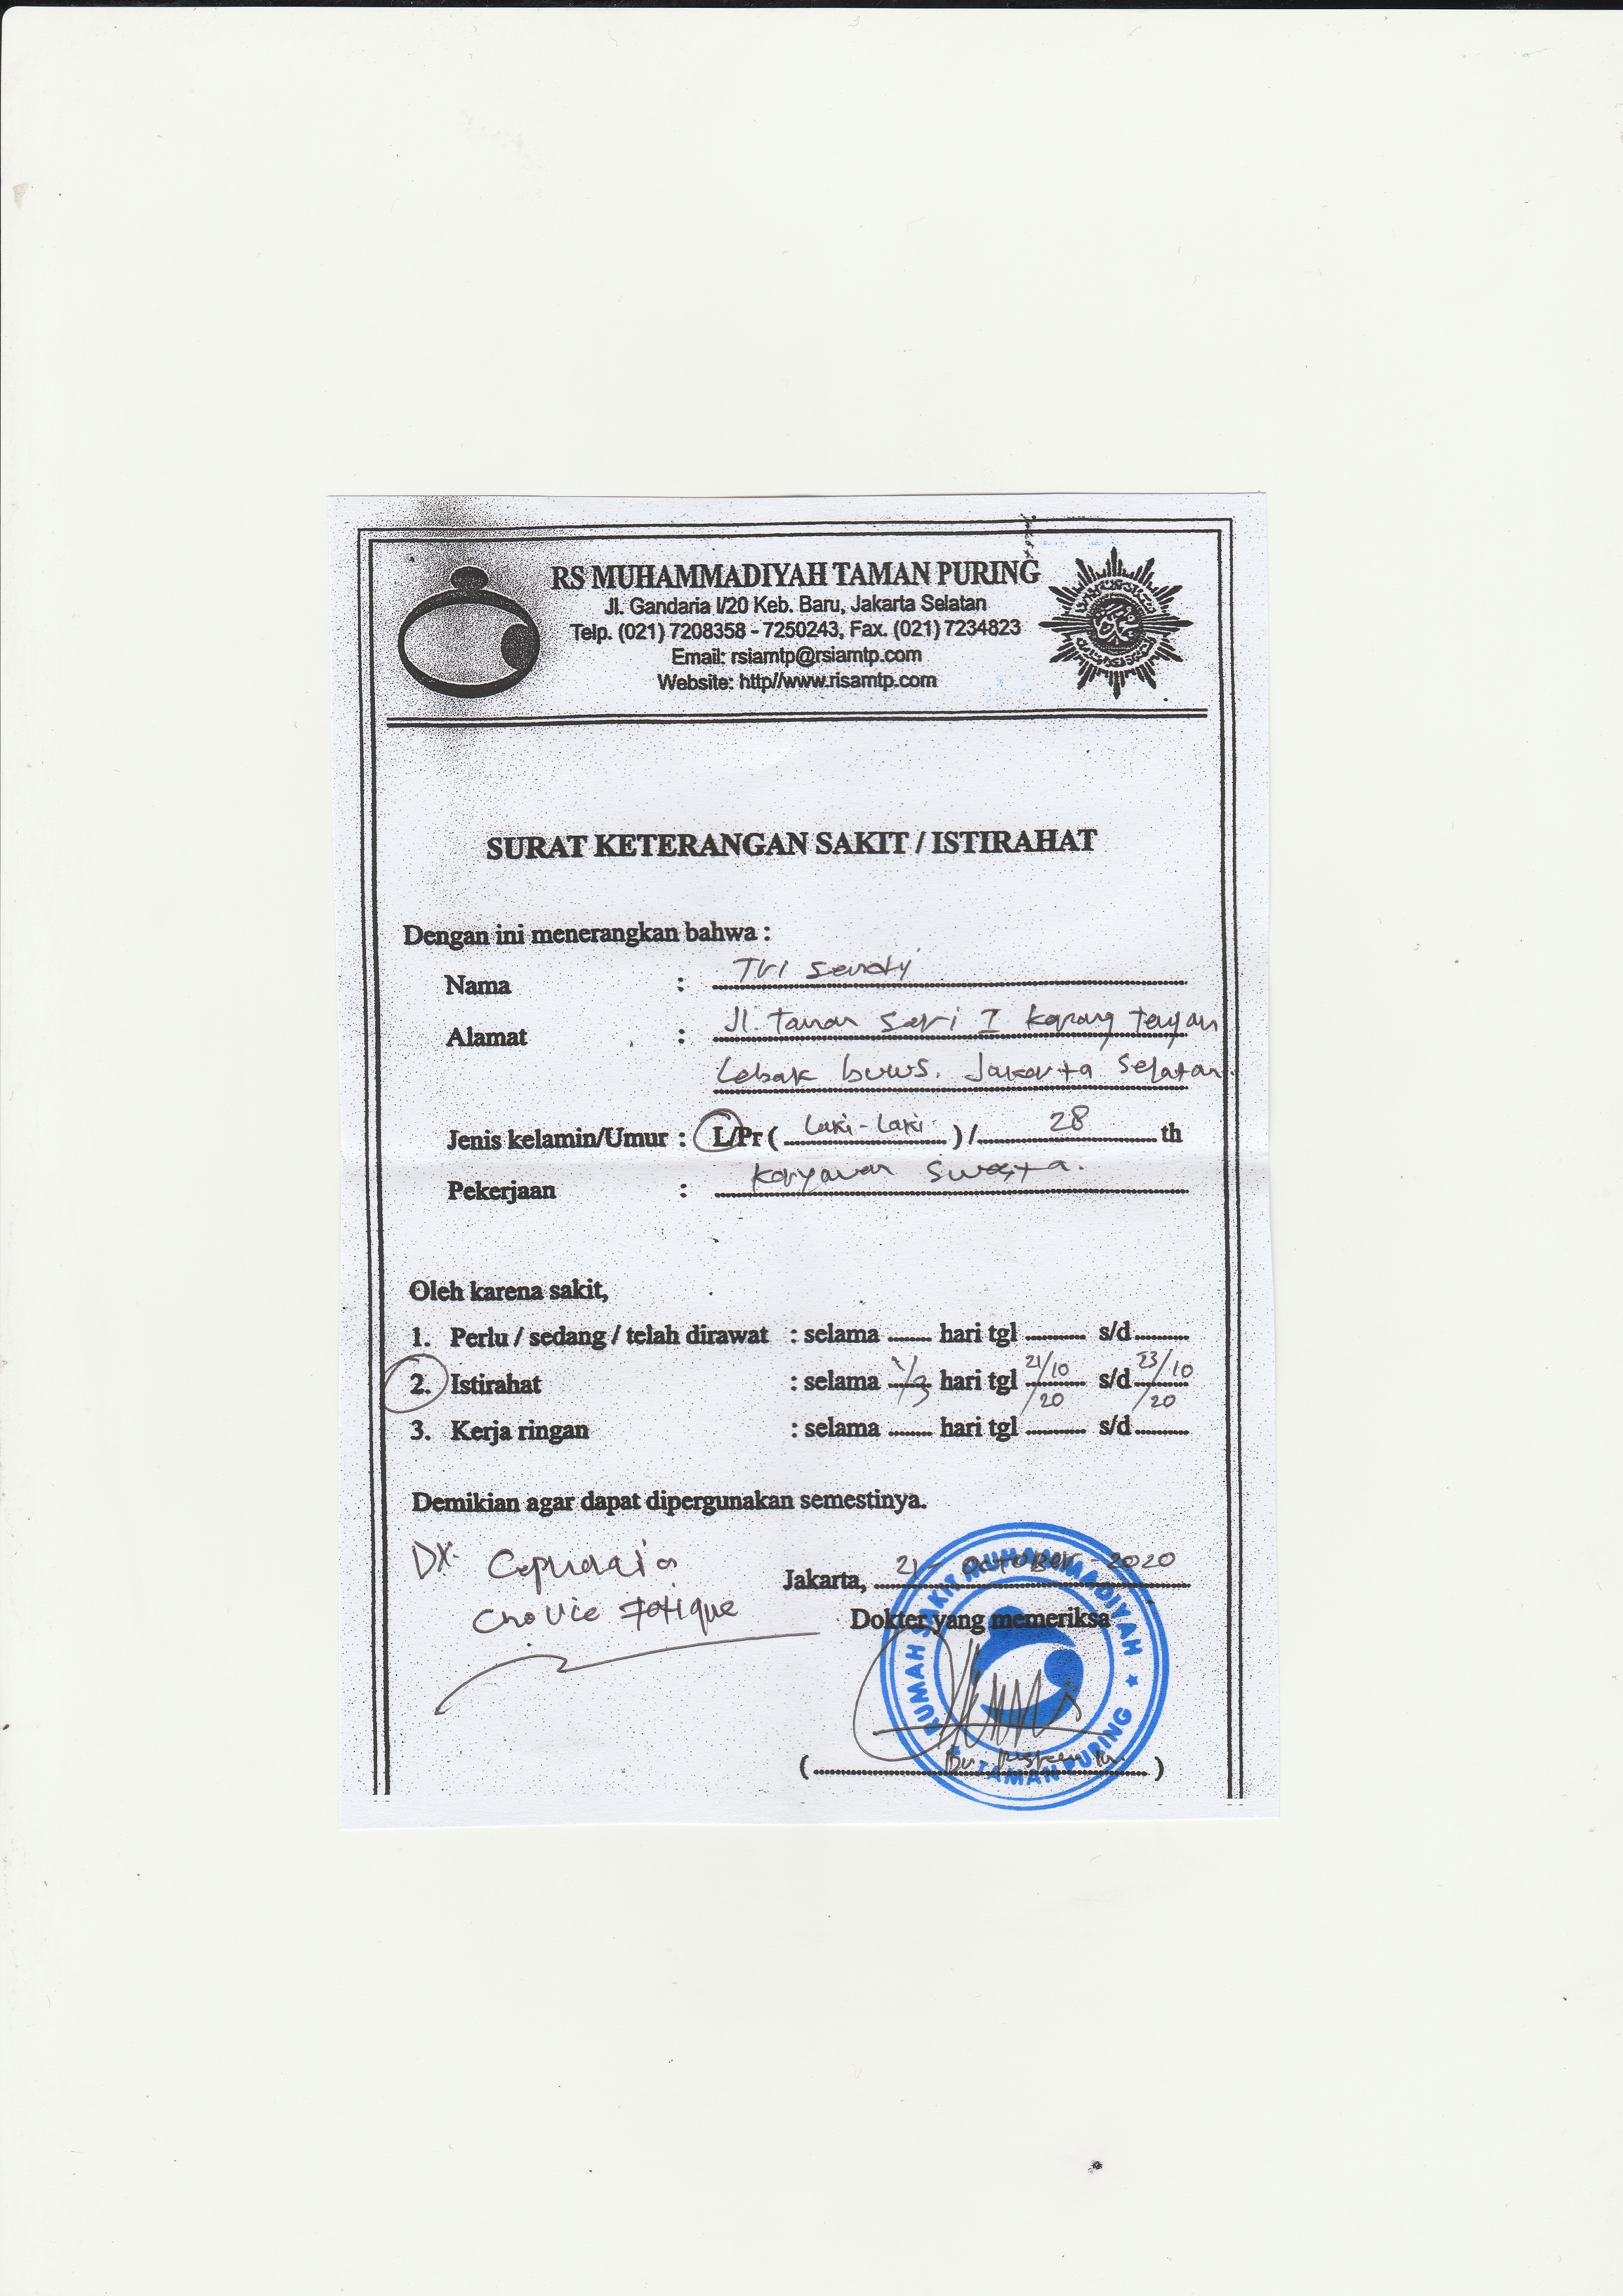 RS MUHAMMADIYAH TAMAN PURING
Jl. Gandaria I/20 Keb. Baru, Jakarta Selatan
Telp. (021) 7208358 - 7250243, Fax. (021) 7234823
Email: rsiamtp@rsiamtp.com
Website: http//www.risamtp.com
SURAT KETERANGAN SAKIT / ISTIRAHAT
Dengan ini menerangkan bahwa :
Nama : Tri Sendy
Alamat : Jl. Taman Sari I Karang Tengah
Lebak bulus. Jakarta Selatan.
Jenis kelamin/Umur : L/Pr ( Laki-Laki ) / 28 th
Pekerjaan : Karyawan Swasta.
Oleh karena sakit,
1. Perlu / sedang / telah dirawat : selama ........ hari tgl ........... s/d ..........
2. Istirahat : selama 3 hari tgl 21/10/20 s/d 23/10/20
3. Kerja ringan : selama ........ hari tgl ........... s/d ..........
Demikian agar dapat dipergunakan semestinya.
DX. Fatique
Jakarta, 21 - OCTOBER - 2020
Dokter yang memeriksa
RUMAH SAKIT MUHAMMADIYAH
TAMAN PURING
( Dr. )